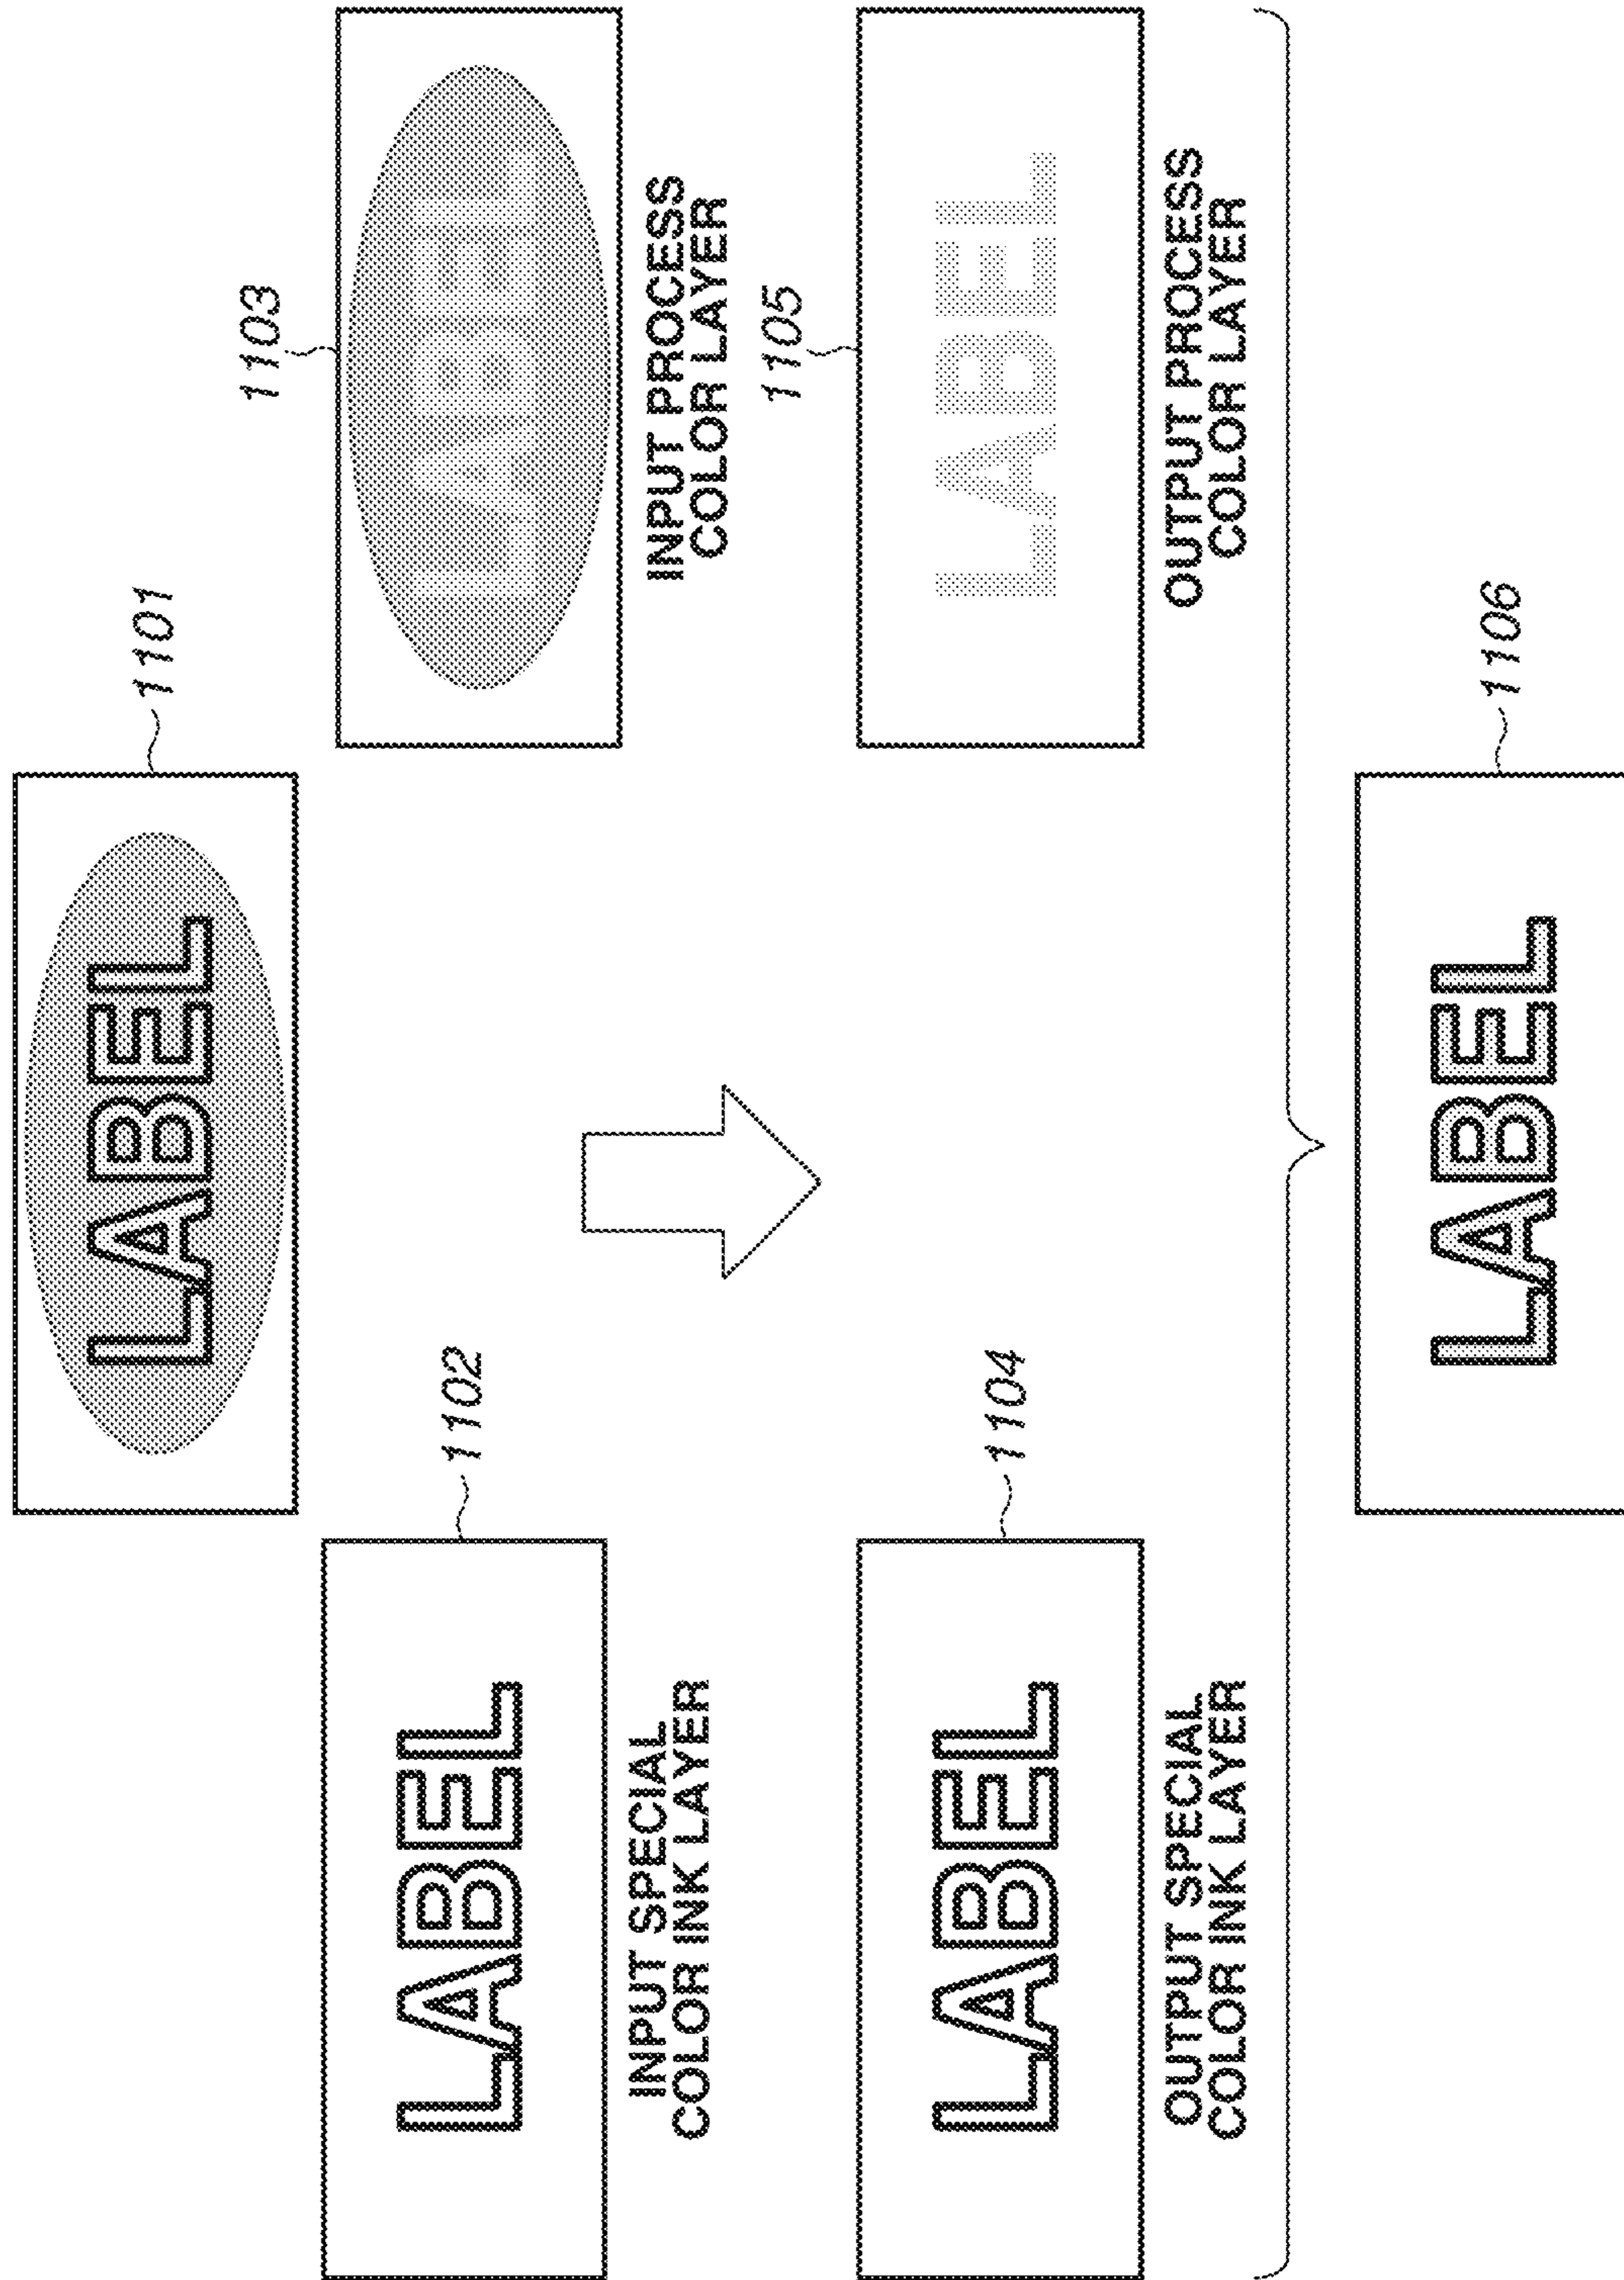 LABEL
1101
LABEL
1102
INPUT SPECIAL
COLOR INK LAYER
1103
LABEL
INPUT PROCESS
COLOR LAYER
LABEL
1104
OUTPUT SPECIAL
COLOR INK LAYER
1105
LABEL
OUTPUT PROCESS
COLOR LAYER
LABEL
1106